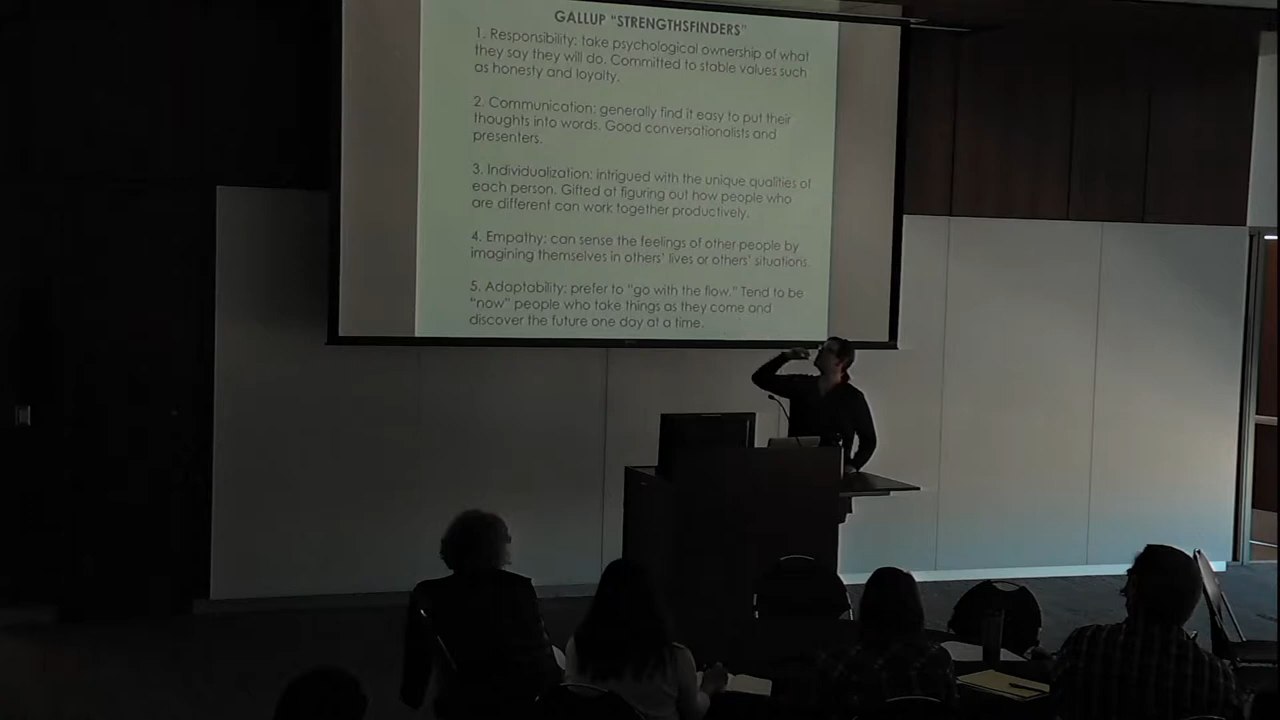 GALLUP "STRENGTHSFINDERS"
1. Responsibility: take psychological ownership of what
they say they will do. Committed to stable values such
as honesty and loyalty.
2. Communication: generally find it easy to put their
thoughts into words. Good conversationalists and
presenters.
3. Individualization: intrigued with the unique qualities of
each person. Gifted at figuring out how people who
are different can work together productively.
4. Empathy: can sense the feelings of other people by
imagining themselves in others' lives or others' situations.
5. Adaptability: prefer to "go with the flow." Tend to be
"now" people who take things as they come and
discover the future one day at a time.